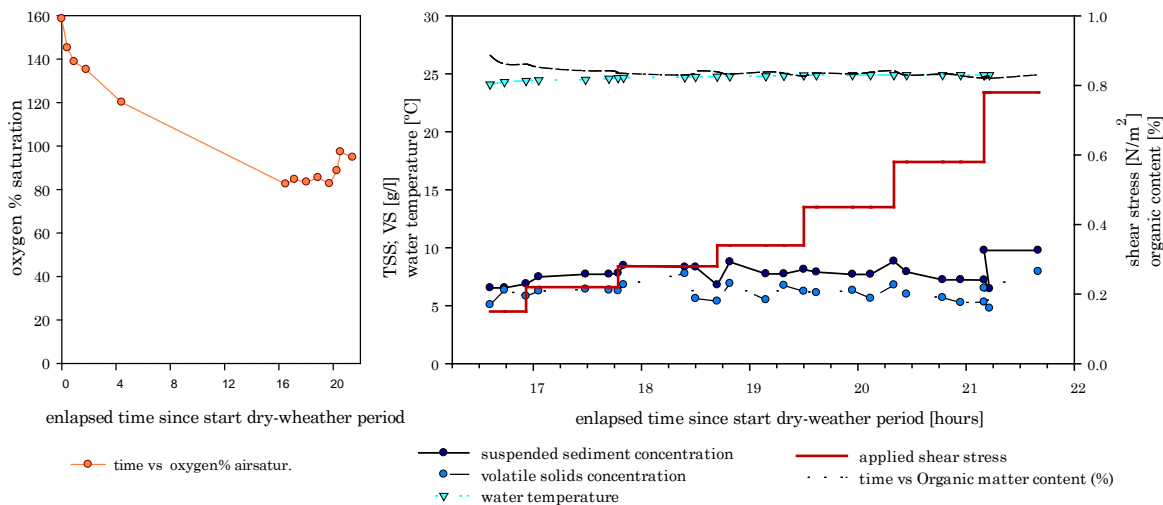 160
140
120
100
80
60
40
20
0
oxygen % saturation
0 4 8 12 16 20
enlapsed time since start dry-wheather period
time vs oxygen% airsatur.
30
25
20
15
10
5
0
TSS; VS [g/l]
water temperature [ºC]
1.0
0.8
0.6
0.4
0.2
0.0
shear stress [N/m2]
organic content [%]
17 18 19 20 21 22
enlapsed time since start dry-weather period [hours]
suspended sediment concentration
volatile solids concentration
water temperature
applied shear stress
time vs Organic matter content (%)